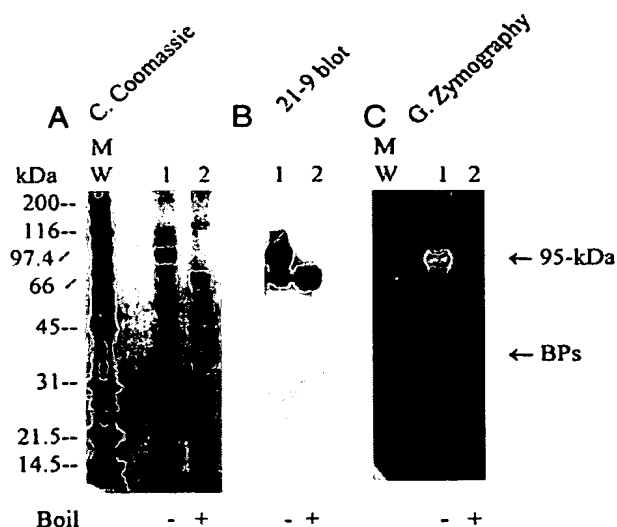 C. Coomassie
21-9 blot
G. Zymography
A B C
M M
kDa W 1 2 1 2 W 1 2
200--
116--
97.4 ⁄ ← 95-kDa
66 ⁄
45--
← BPs
31--
21.5--
14.5--
Boil - + - + - +